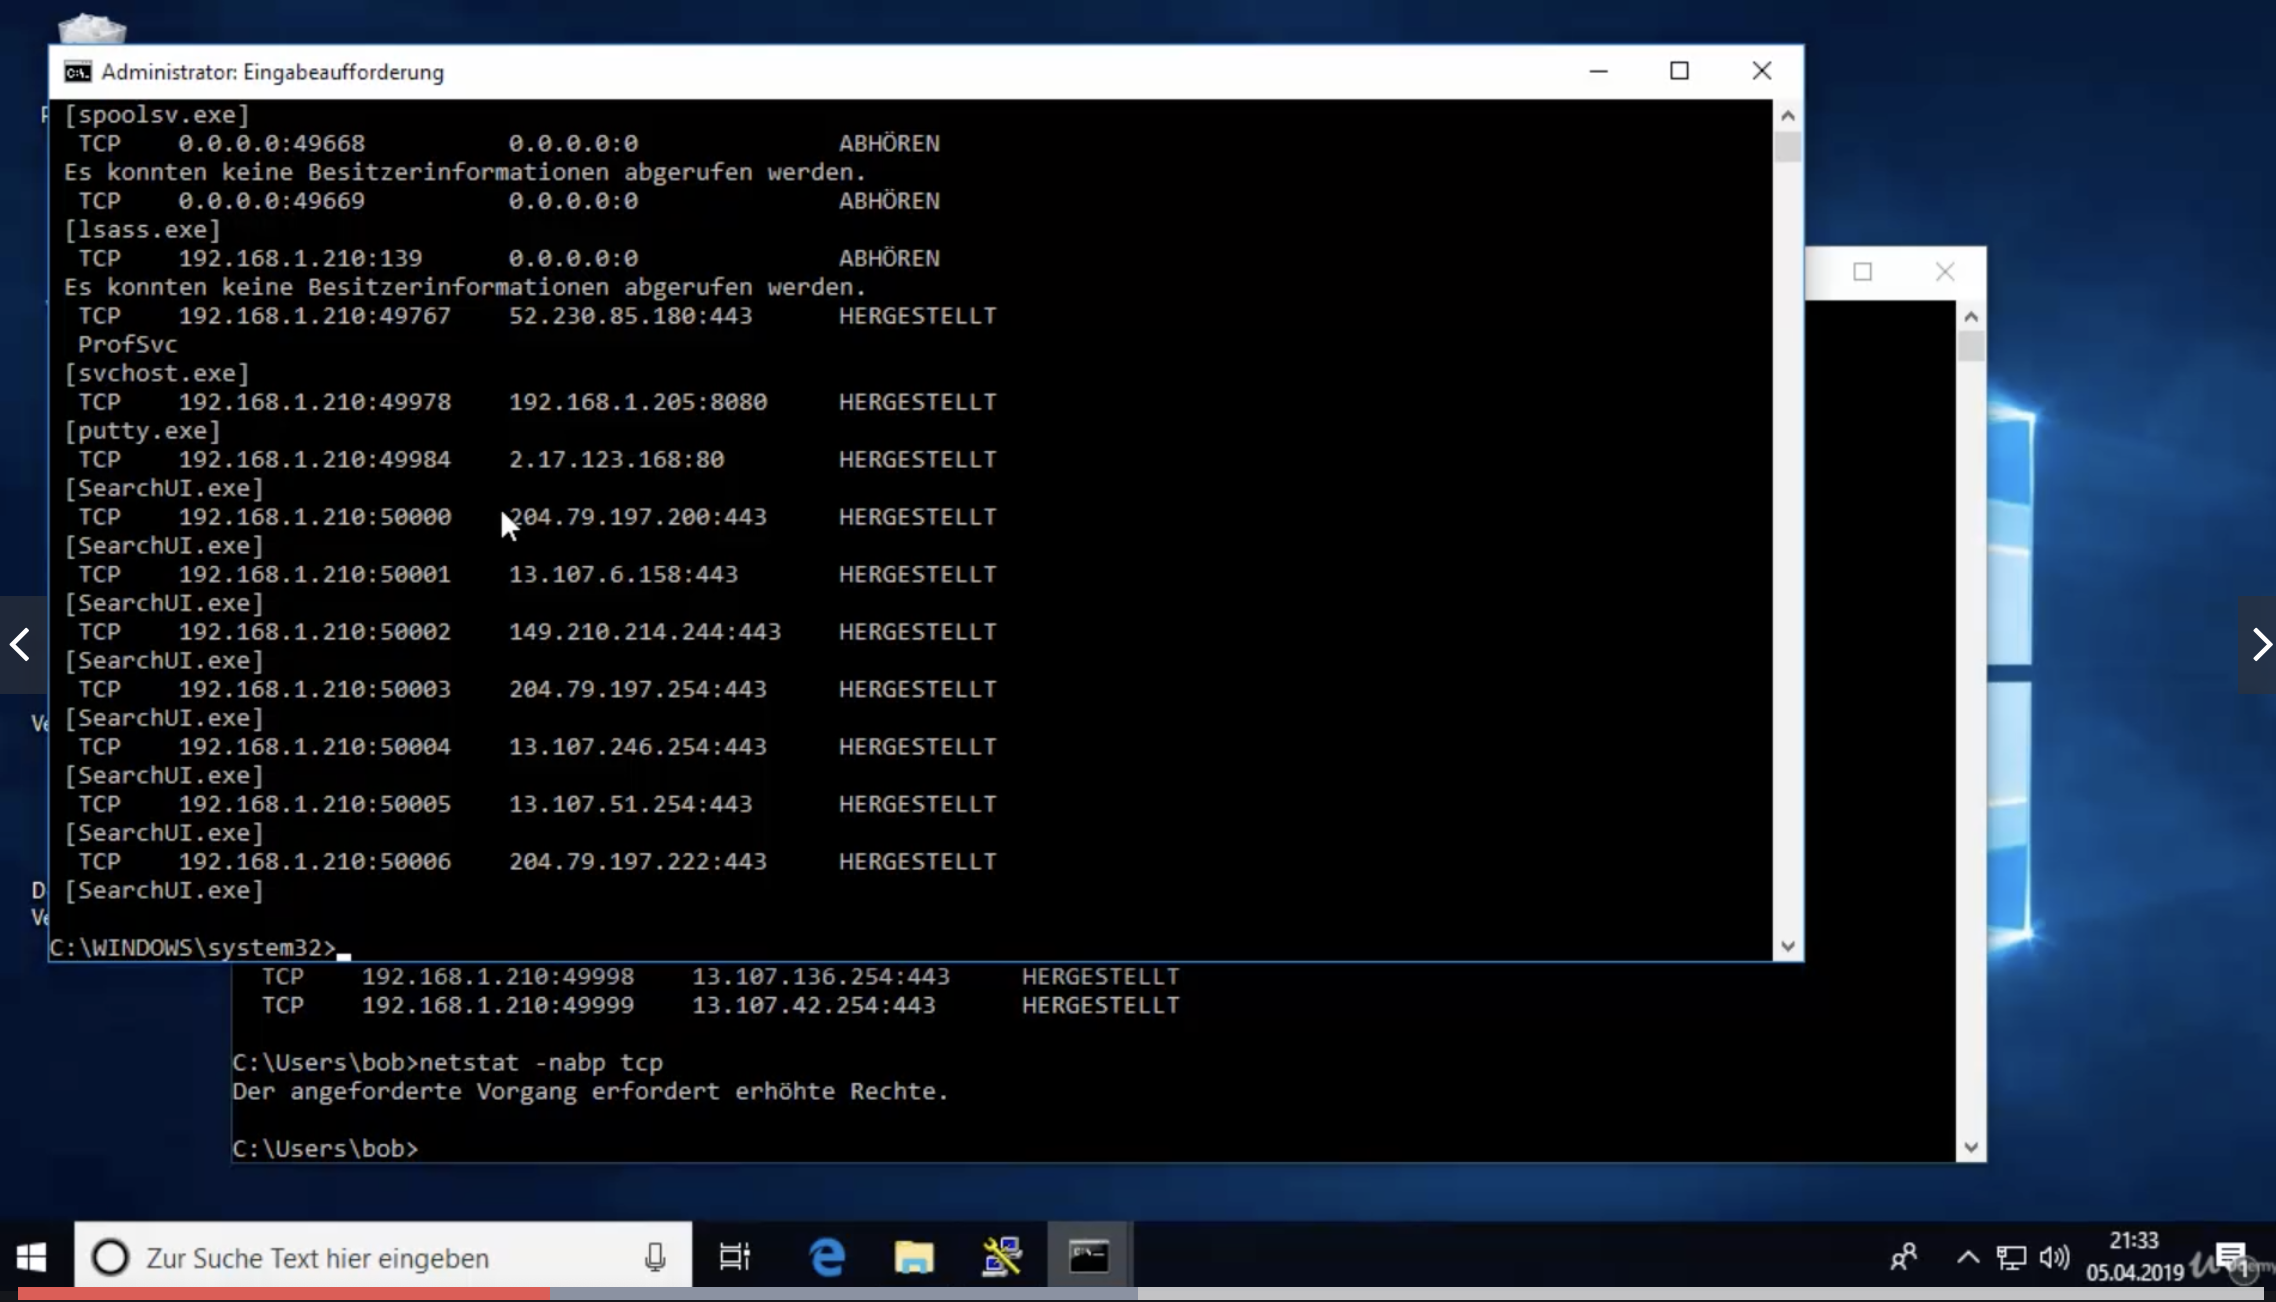 Administrator: Eingabeaufforderung
[spoolsv.exe]
TCP 0.0.0.0:49668 0.0.0.0:0 ABHÖREN
Es konnten keine Besitzerinformationen abgerufen werden.
TCP 0.0.0.0:49669 0.0.0.0:0 ABHÖREN
[lsass.exe]
TCP 192.168.1.210:139 0.0.0.0:0 ABHÖREN
Es konnten keine Besitzerinformationen abgerufen werden.
TCP 192.168.1.210:49767 52.230.85.180:443 HERGESTELLT
ProfSvc
[svchost.exe]
TCP 192.168.1.210:49978 192.168.1.205:8080 HERGESTELLT
[putty.exe]
TCP 192.168.1.210:49984 2.17.123.168:80 HERGESTELLT
[SearchUI.exe]
TCP 192.168.1.210:50000 204.79.197.200:443 HERGESTELLT
[SearchUI.exe]
TCP 192.168.1.210:50001 13.107.6.158:443 HERGESTELLT
[SearchUI.exe]
TCP 192.168.1.210:50002 149.210.214.244:443 HERGESTELLT
[SearchUI.exe]
TCP 192.168.1.210:50003 204.79.197.254:443 HERGESTELLT
[SearchUI.exe]
TCP 192.168.1.210:50004 13.107.246.254:443 HERGESTELLT
[SearchUI.exe]
TCP 192.168.1.210:50005 13.107.51.254:443 HERGESTELLT
[SearchUI.exe]
TCP 192.168.1.210:50006 204.79.197.222:443 HERGESTELLT
[SearchUI.exe]
C:\WINDOWS\system32>
TCP 192.168.1.210:49998 13.107.136.254:443 HERGESTELLT
TCP 192.168.1.210:49999 13.107.42.254:443 HERGESTELLT
C:\Users\bob>netstat -nabp tcp
Der angeforderte Vorgang erfordert erhöhte Rechte.
C:\Users\bob>
Zur Suche Text hier eingeben
21:33
05.04.2019